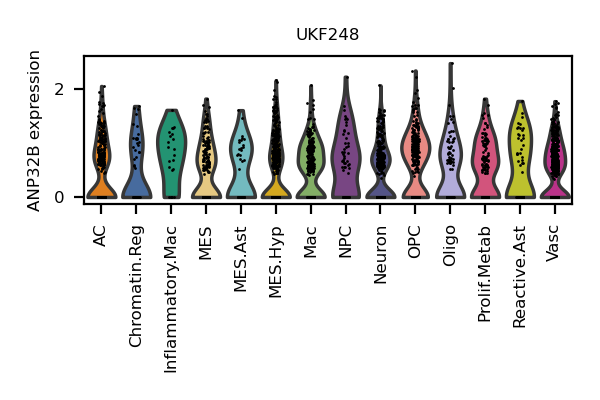 UKF248
ANP32B expression
2
0
AC
Chromatin.Reg
Inflammatory.Mac
MES
MES.Ast
MES.Hyp
Mac
NPC
Neuron
OPC
Oligo
Prolif.Metab
Reactive.Ast
Vasc